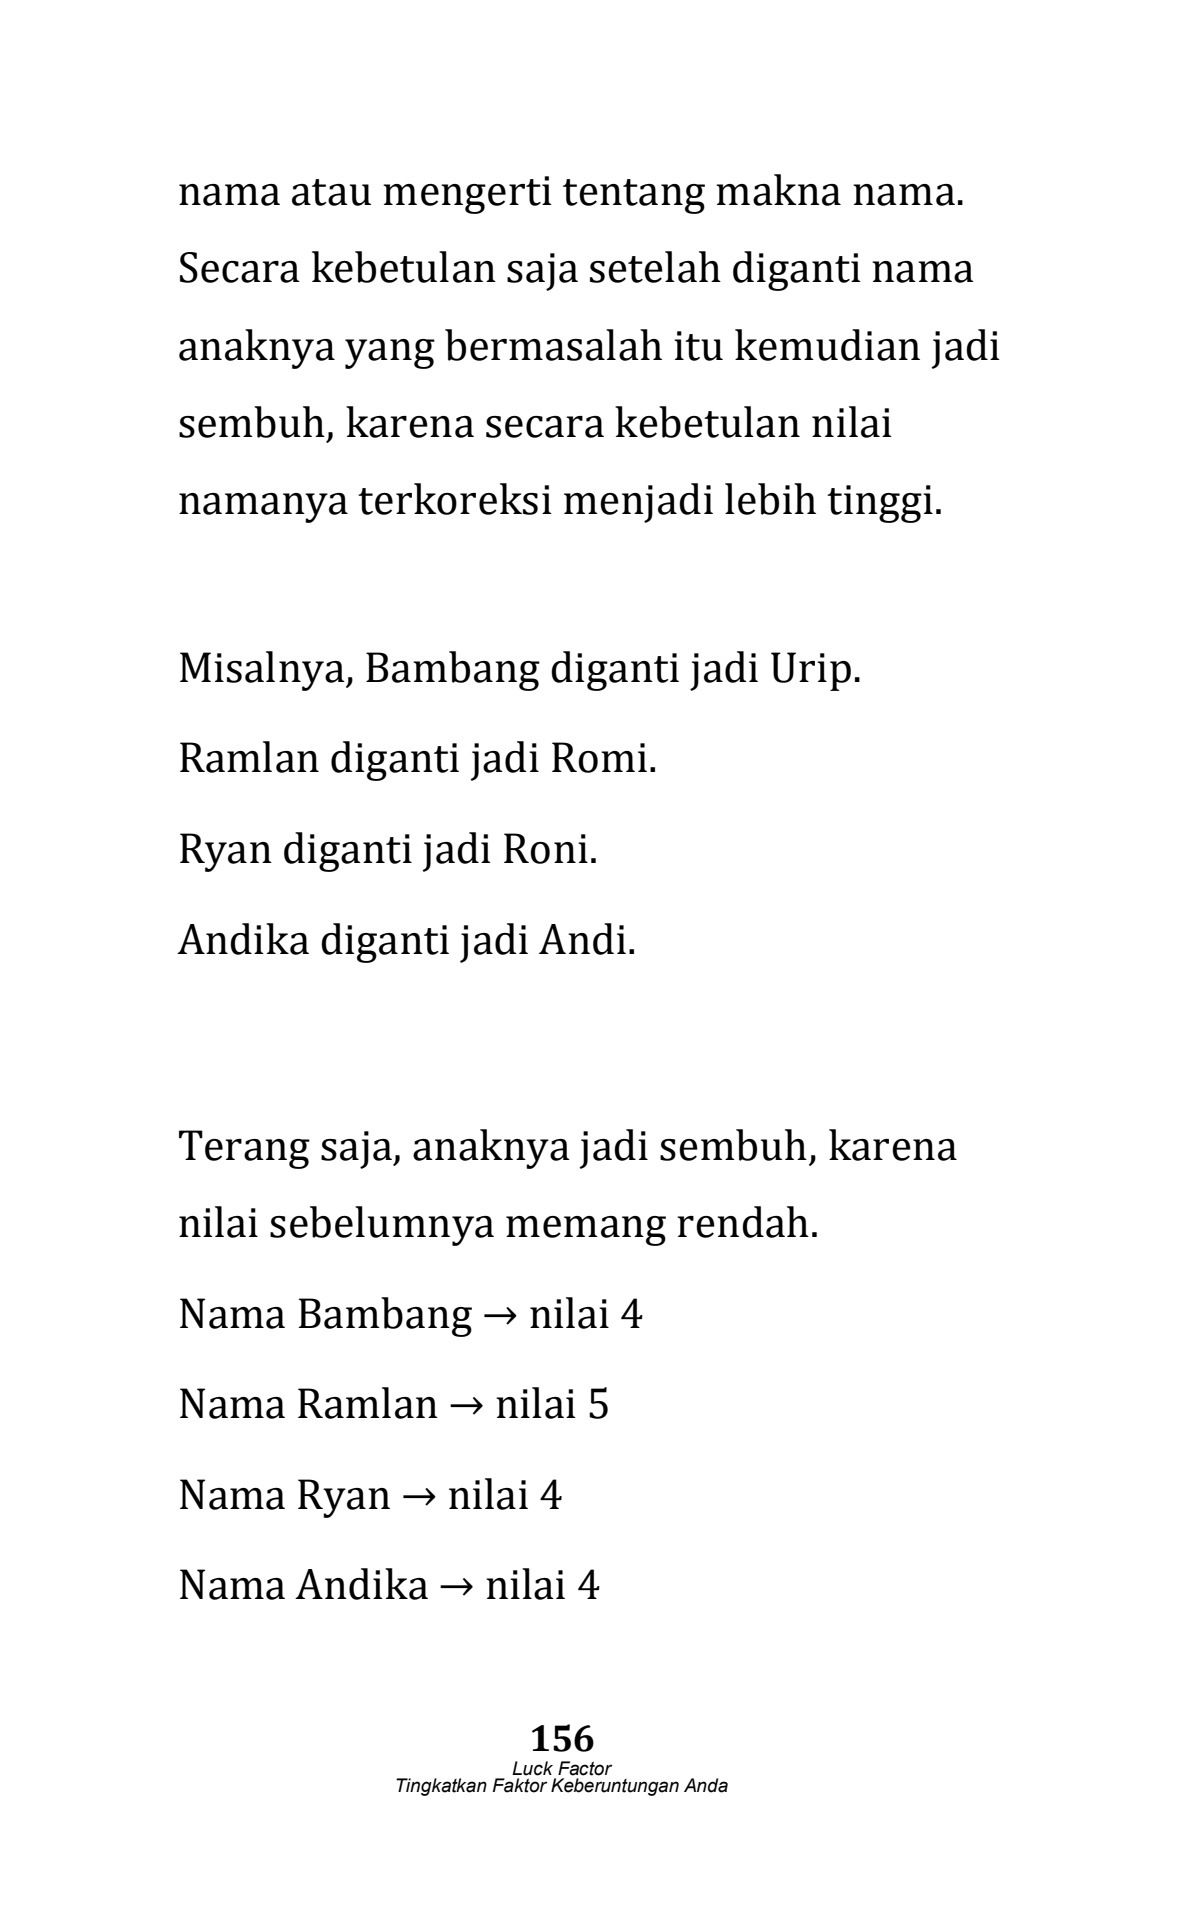 nama atau mengerti tentang makna nama.
Secara kebetulan saja setelah diganti nama
anaknya yang bermasalah itu kemudian jadi
sembuh, karena secara kebetulan nilai
namanya terkoreksi menjadi lebih tinggi.
Misalnya, Bambang diganti jadi Urip.
Ramlan diganti jadi Romi.
Ryan diganti jadi Roni.
Andika diganti jadi Andi.
Terang saja, anaknya jadi sembuh, karena
nilai sebelumnya memang rendah.
Nama Bambang → nilai 4
Nama Ramlan → nilai 5
Nama Ryan → nilai 4
Nama Andika → nilai 4
156
Luck Factor
Tingkatkan Faktor Keberuntungan Anda